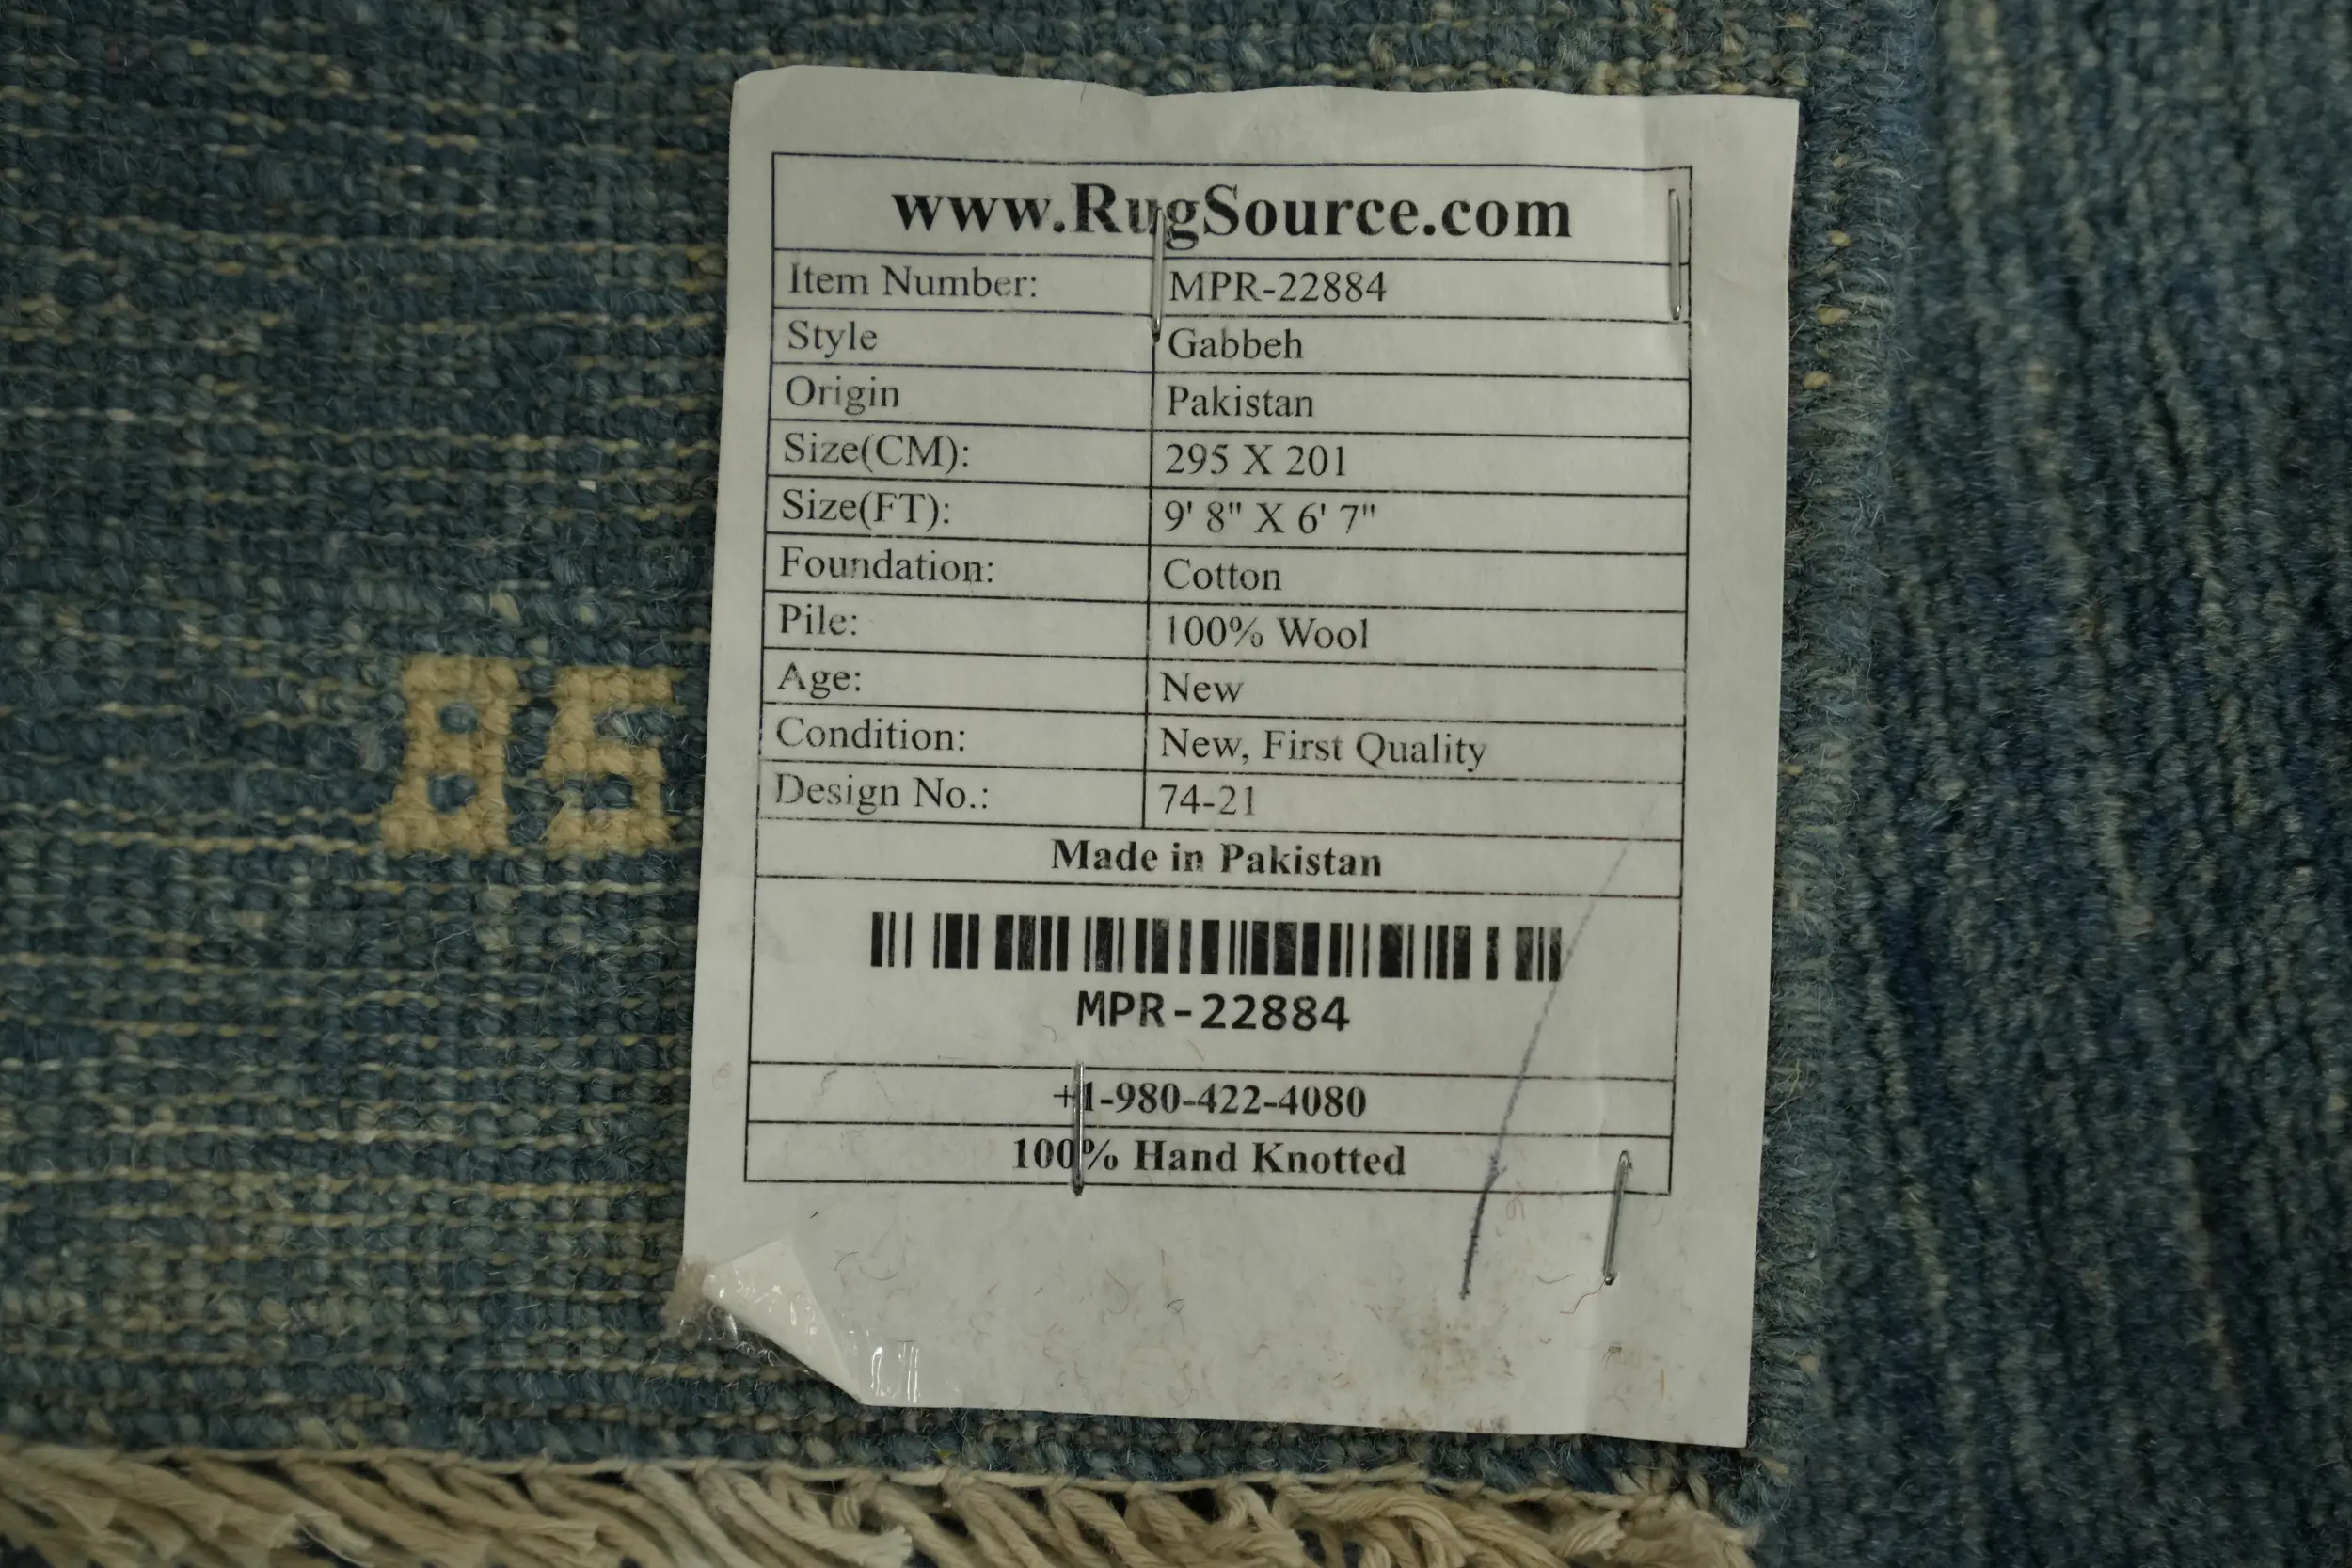 www.RugSource.com
Item Number: MPR-22884
Style Gabbeh
Origin Pakistan
Size(CM): 295 X 201
Size(FT): 9' 8" X 6' 7"
Foundation: Cotton
Pile: 100% Wool
Age: New
Condition: New, First Quality
Design No.: 74-21
Made in Pakistan
MPR-22884
+1-980-422-4080
100% Hand Knotted
85